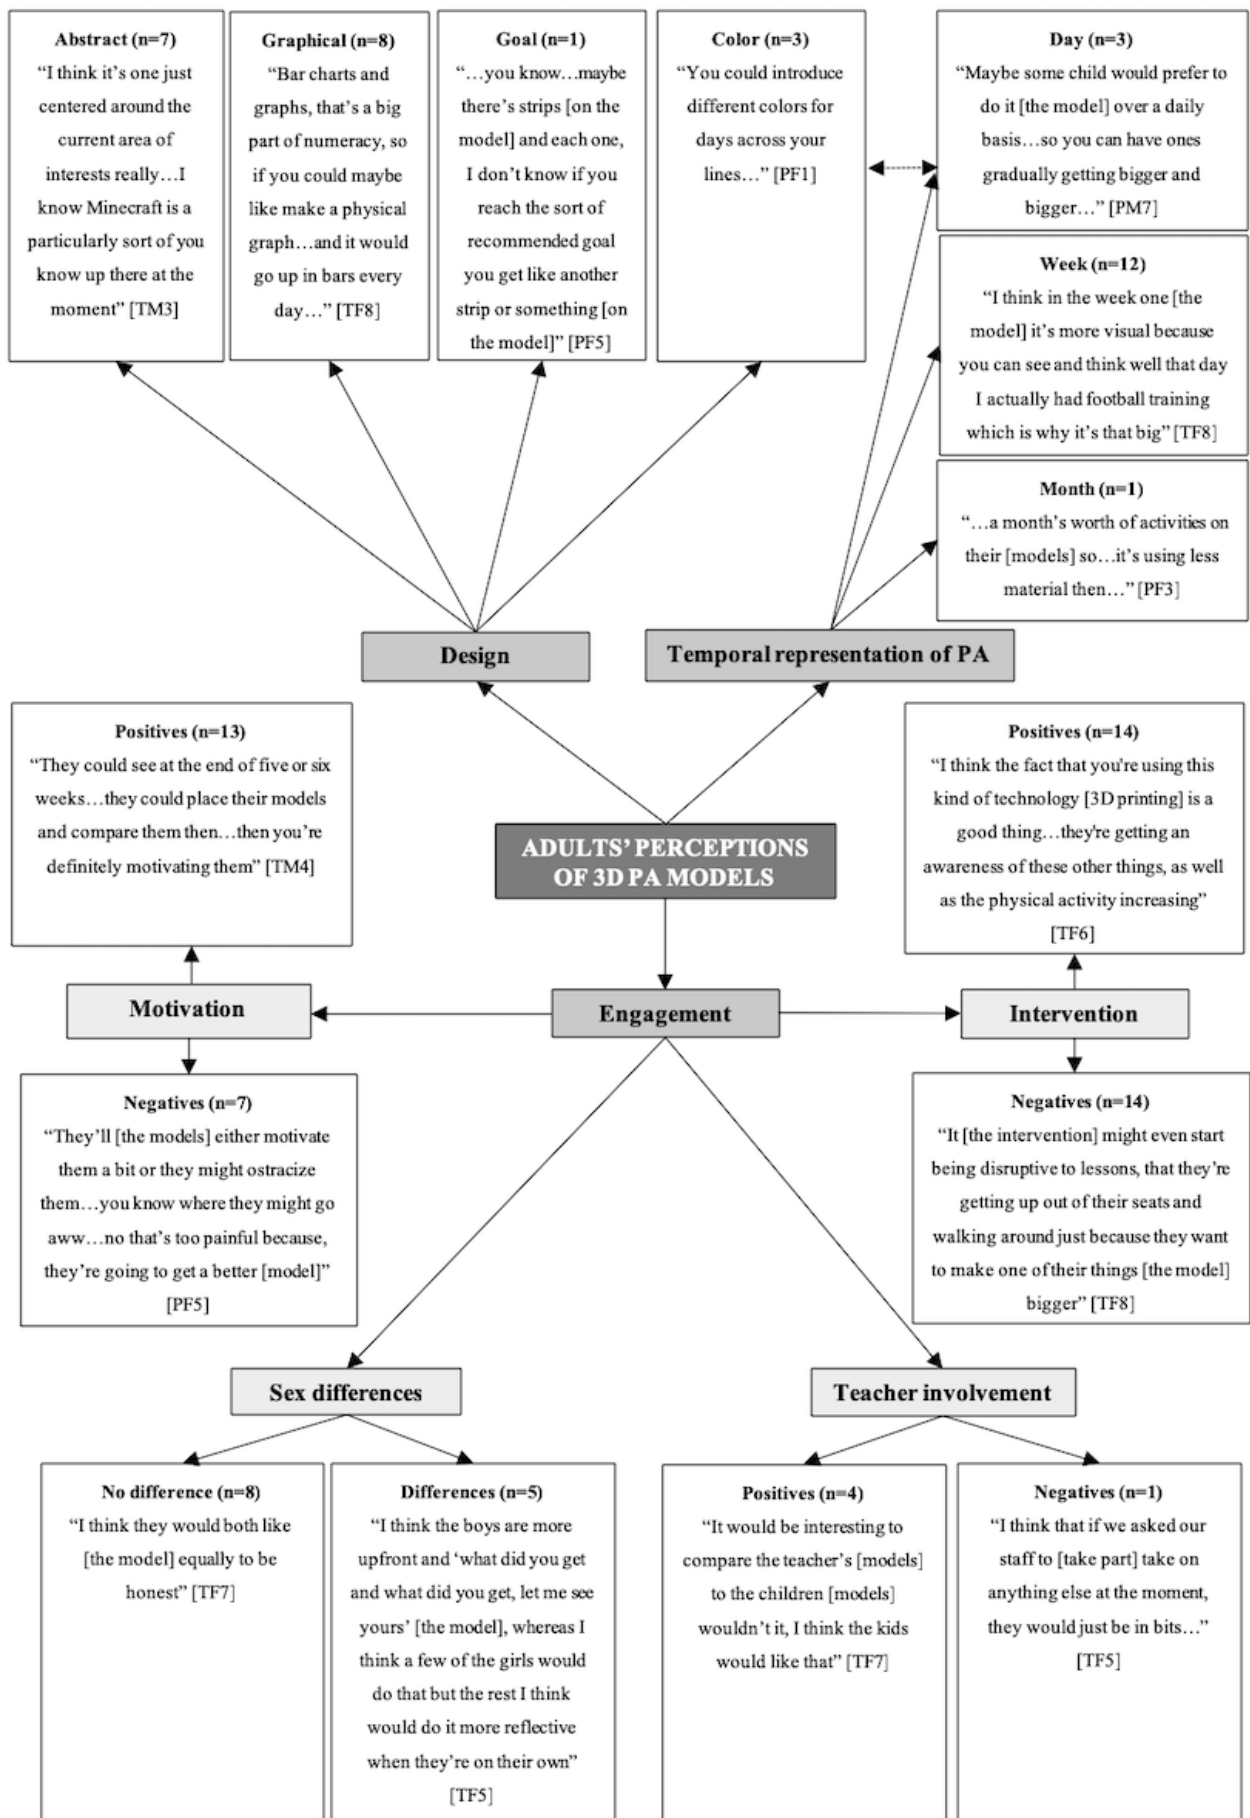 Abstract (n=7)
“I think it’s one just
centered around the
current area of
interests really…I
know Minecraft is a
particularly sort of you
know up there at the
moment” [TM3]
Graphical (n=8)
“Bar charts and
graphs, that’s a big
part of numeracy, so
if you could maybe
like make a physical
graph…and it would
go up in bars every
day…” [TF8]
Goal (n=1)
“…you know…maybe
there’s strips [on the
model] and each one,
I don’t know if you
reach the sort of
recommended goal
you get like another
strip or something [on
the model]” [PF5]
Color (n=3)
“You could introduce
different colors for
days across your
lines…” [PF1]
Day (n=3)
“Maybe some child would prefer to
do it [the model] over a daily
basis…so you can have ones
gradually getting bigger and
bigger…” [PM7]
Week (n=12)
“I think in the week one [the
model] it’s more visual because
you can see and think well that day
I actually had football training
which is why it’s that big” [TF8]
Month (n=1)
“…a month’s worth of activities on
their [models] so…it’s using less
material then…” [PF3]
Design
Temporal representation of PA
Positives (n=13)
“They could see at the end of five or six
weeks…they could place their models
and compare them then…then you’re
definitely motivating them” [TM4]
ADULTS’ PERCEPTIONS
OF 3D PA MODELS
Positives (n=14)
“I think the fact that you're using this
kind of technology [3D printing] is a
good thing…they're getting an
awareness of these other things, as well
as the physical activity increasing”
[TF6]
Motivation
Engagement
Intervention
Negatives (n=7)
“They’ll [the models] either motivate
them a bit or they might ostracize
them…you know where they might go
aww…no that’s too painful because,
they’re going to get a better [model]”
[PF5]
Negatives (n=14)
“It [the intervention] might even start
being disruptive to lessons, that they’re
getting up out of their seats and
walking around just because they want
to make one of their things [the model]
bigger” [TF8]
Sex differences
Teacher involvement
No difference (n=8)
“I think they would both like
[the model] equally to be
honest” [TF7]
Differences (n=5)
“I think the boys are more
upfront and ‘what did you get
and what did you get, let me see
yours’ [the model], whereas I
think a few of the girls would
do that but the rest I think
would do it more reflective
when they’re on their own”
[TF5]
Positives (n=4)
“It would be interesting to
compare the teacher’s [models]
to the children [models]
wouldn’t it, I think the kids
would like that” [TF7]
Negatives (n=1)
“I think that if we asked our
staff to [take part] take on
anything else at the moment,
they would just be in bits…”
[TF5]